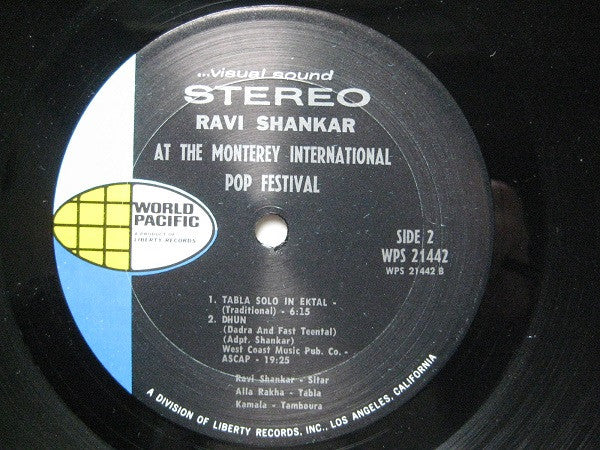 ...visual sound
STEREO
RAVI SHANKAR
AT THE MONTEREY INTERNATIONAL
POP FESTIVAL
WORLD
PACIFIC
A PRODUCT OF
LIBERTY RECORDS
SIDE 2
WPS 21442
WPS 21442 B
1. TABLA SOLO IN EKTAL -
(Traditional) - 6:15
2. DHUN
(Dadra And Fast Teental)
(Adpt. Shankar)
West Coast Music Pub. Co. -
ASCAP - 19:25
Ravi Shankar - Sitar
Alla Rakha - Tabla
Kamala - Tamboura
A DIVISION OF LIBERTY RECORDS, INC., LOS ANGELES, CALIFORNIA